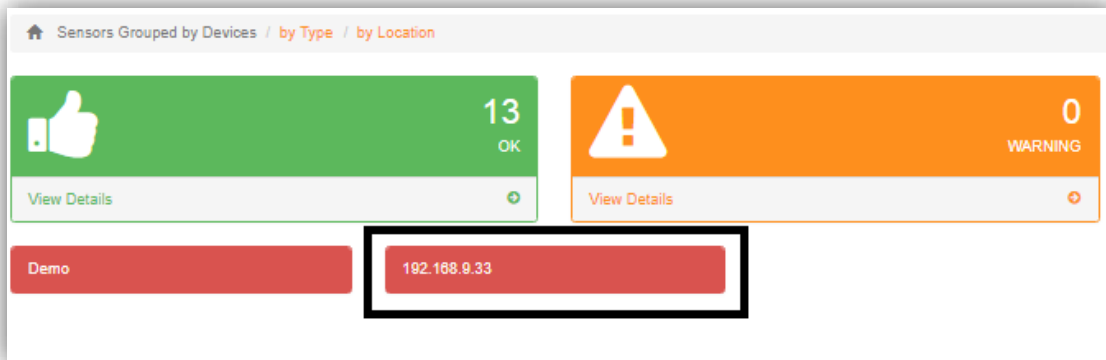 Sensors Grouped by Devices / by Type / by Location
13
OK
0
WARNING
View Details
View Details
Demo
192.168.9.33